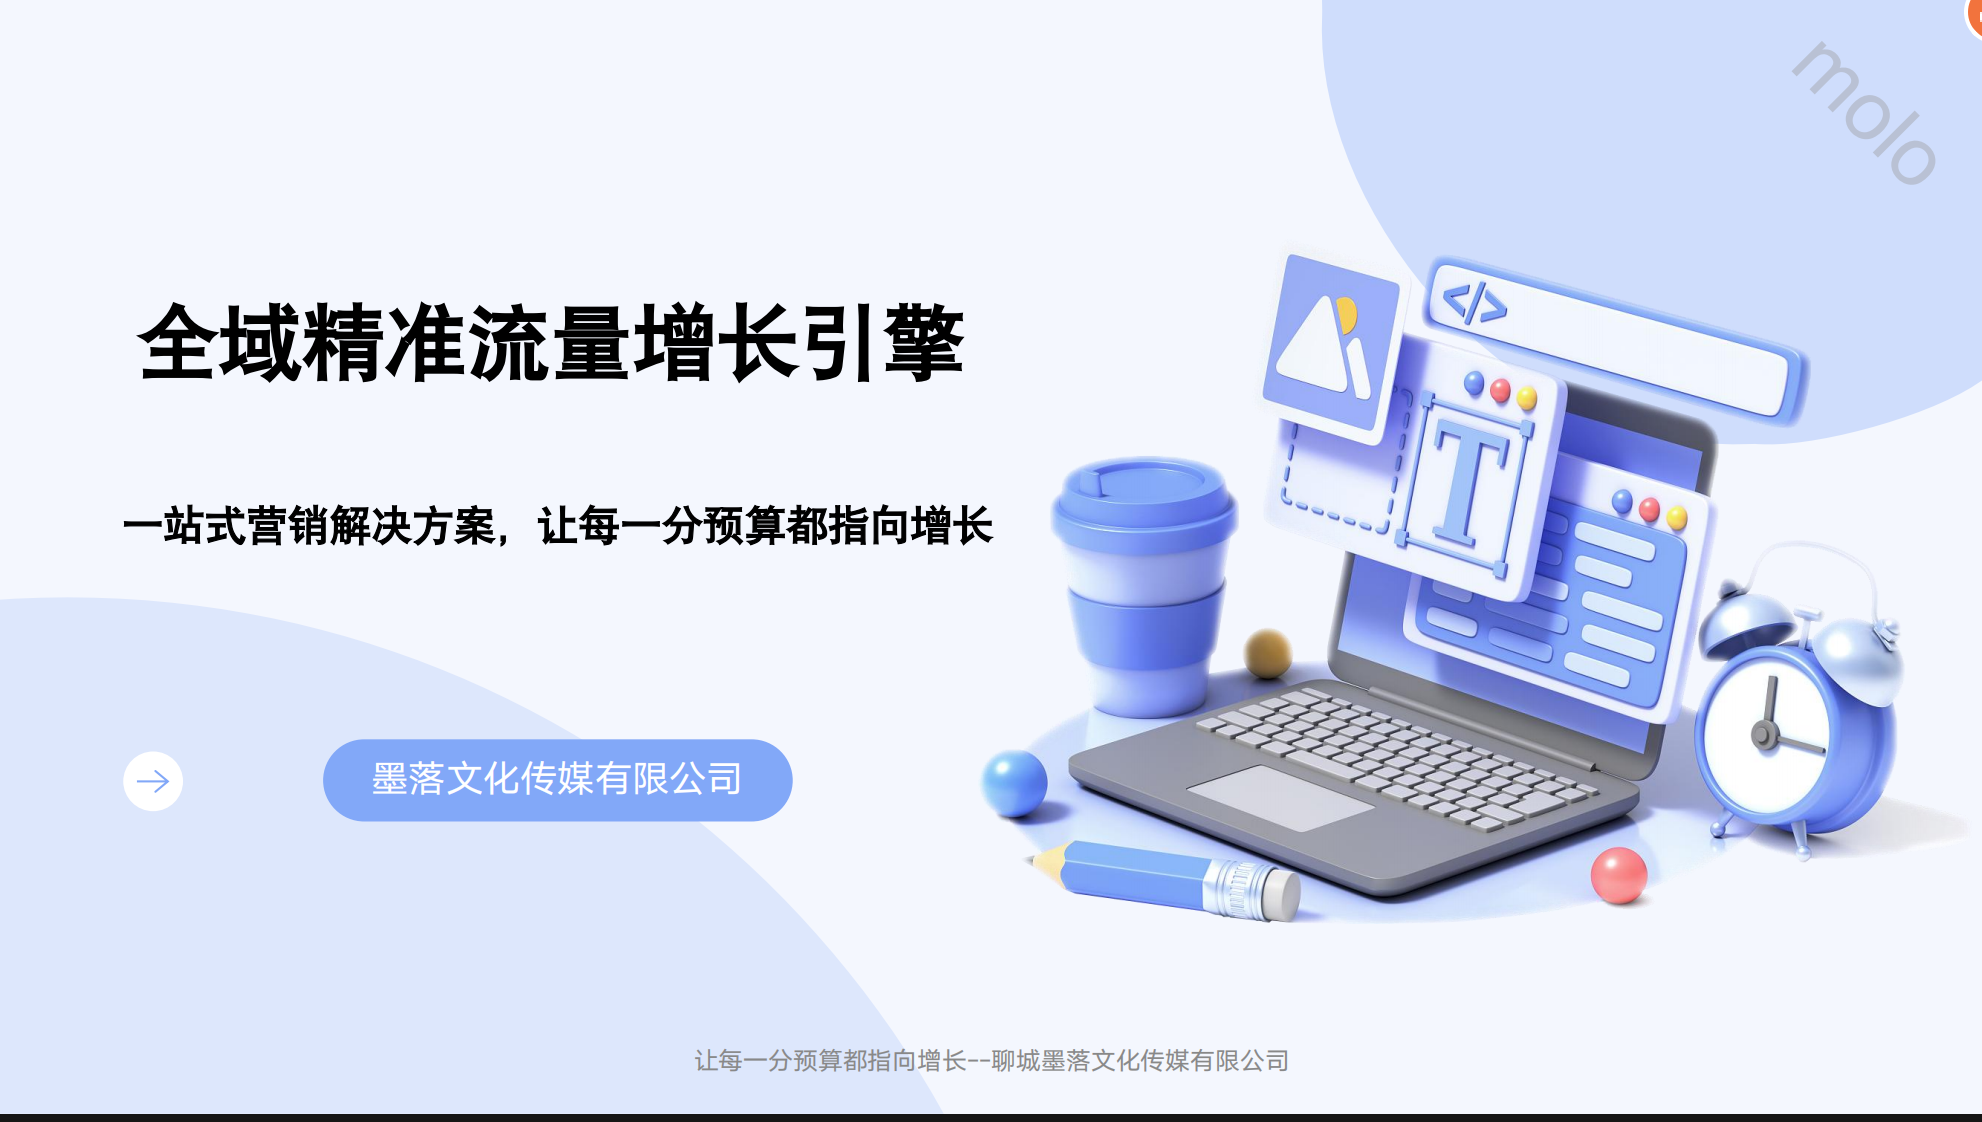 molo
全域精准流量增长引擎
一站式营销解决方案，让每一分预算都指向增长
</>
T
墨落文化传媒有限公司
让每一分预算都指向增长--聊城墨落文化传媒有限公司